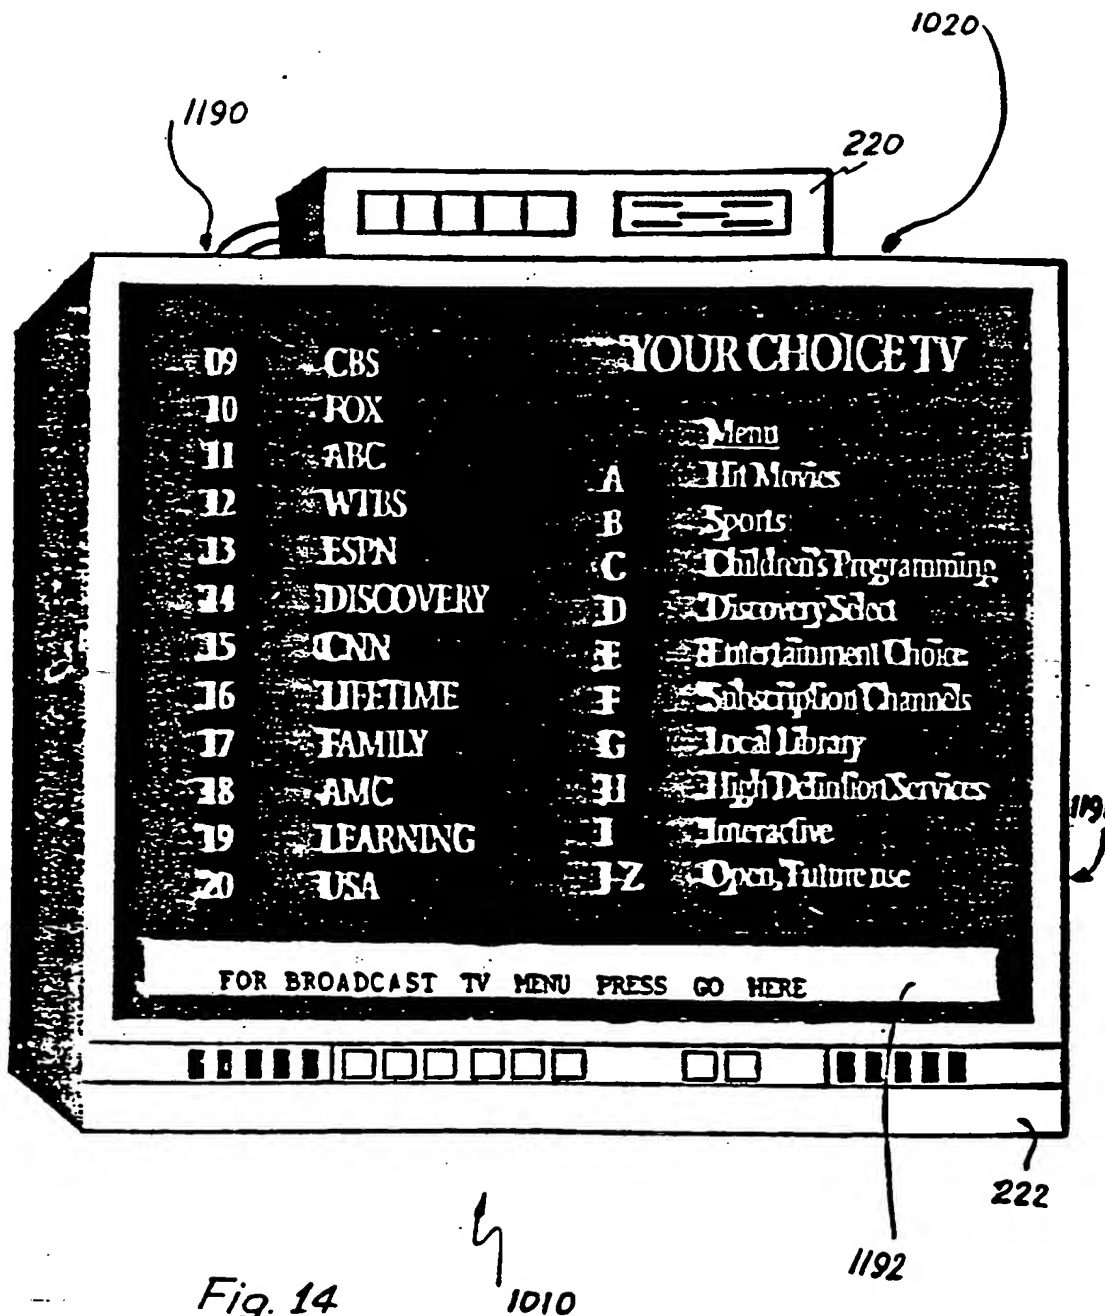 1020
1190
220
YOUR CHOICE TV
09 CBS
10 FOX
11 ABC
12 WTBS
13 ESPN
14 DISCOVERY
15 CNN
16 LIFETIME
17 FAMILY
18 AMC
19 LEARNING
20 USA
Menu
A Hit Movies
B Sports
C Children's Programming
D Discovery Select
E Entertainment Choice
F Subscription Channels
G Local Library
H High Definition Services
I Interactive
J-Z Open, Future use
FOR BROADCAST TV MENU PRESS GO HERE
222
1192
Fig. 14
1010